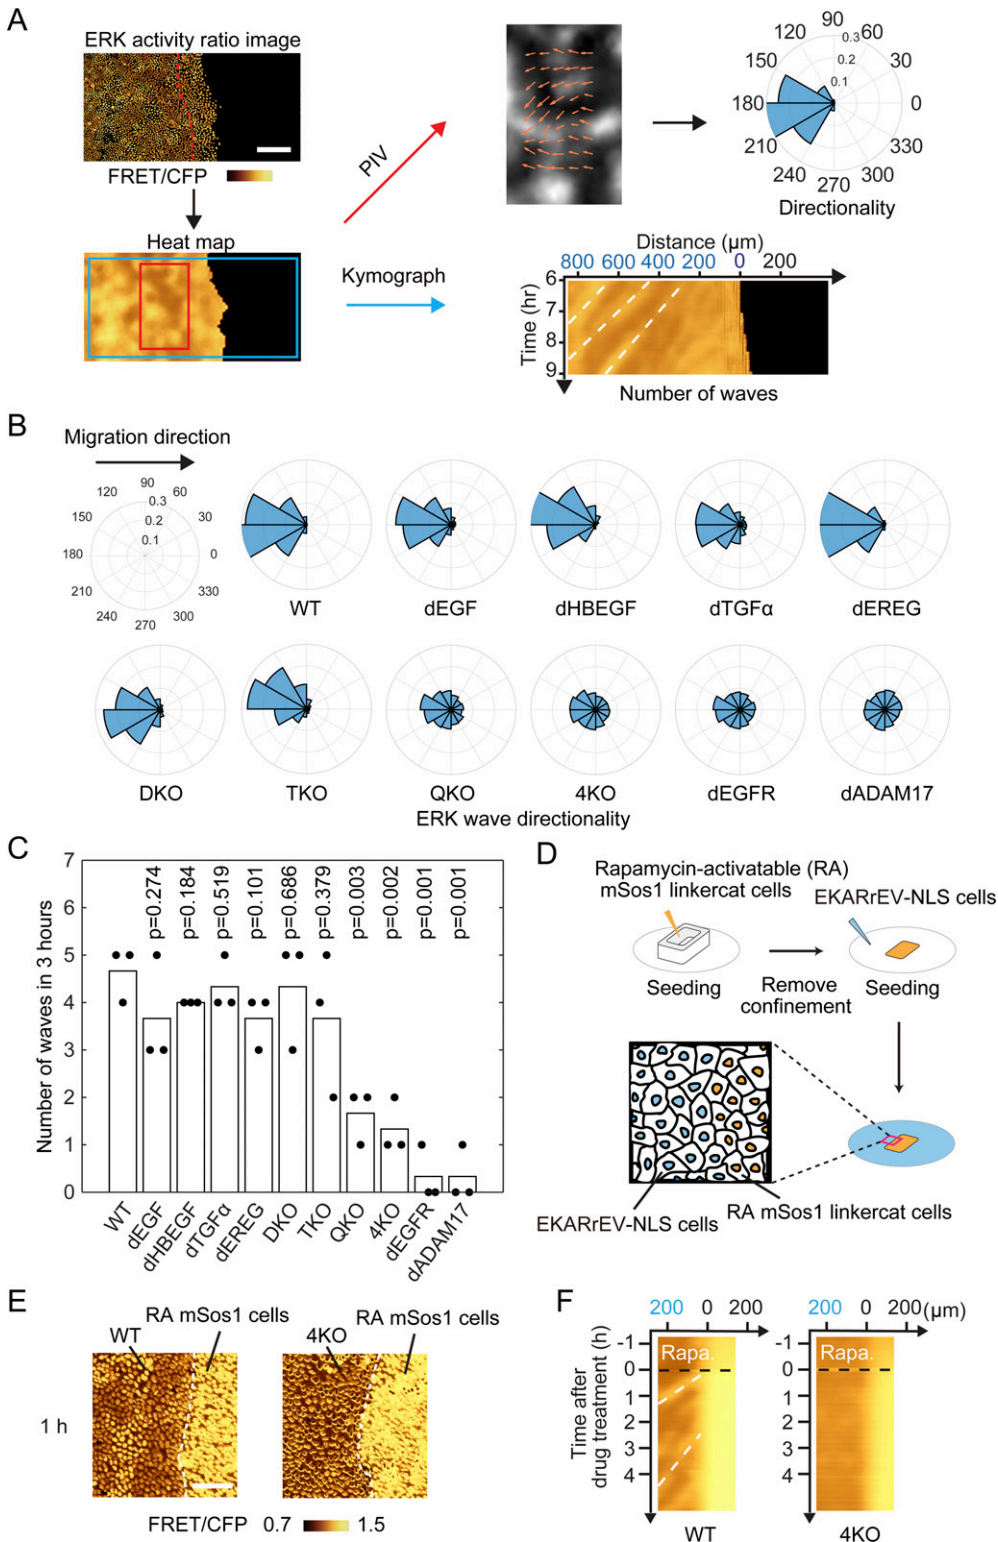 A
ERK activity ratio image
FRET/CFP
Heat map
PIV
Kymograph
90
120
60
150
30
180
0
210
330
240
300
270
0.3
0.2
0.1
Directionality
Distance (µm)
800 600 400 200 0 200
Time (hr)
6
7
8
9
Number of waves
B
Migration direction
90
120
60
150
30
180
0
210
330
240
300
270
0.3
0.2
0.1
WT
dEGF
dHBEGF
dTGFα
dEREG
DKO
TKO
QKO
4KO
dEGFR
dADAM17
ERK wave directionality
C
Number of waves in 3 hours
7
6
5
4
3
2
1
0
p=0.274
p=0.184
p=0.519
p=0.101
p=0.686
p=0.379
p=0.003
p=0.002
p=0.001
p=0.001
WT
dEGF
dHBEGF
dTGFα
dEREG
DKO
TKO
QKO
4KO
dEGFR
dADAM17
D
Rapamycin-activatable (RA)
mSos1 linkercat cells
EKARrEV-NLS cells
Seeding
Remove
confinement
Seeding
EKARrEV-NLS cells
RA mSos1 linkercat cells
E
WT
RA mSos1 cells
4KO
RA mSos1 cells
1 h
FRET/CFP 0.7 1.5
F
200 0 200
200 0 200 (µm)
Time after
drug treatment (h)
-1
0
1
2
3
4
Rapa.
WT
-1
0
1
2
3
4
Rapa.
4KO